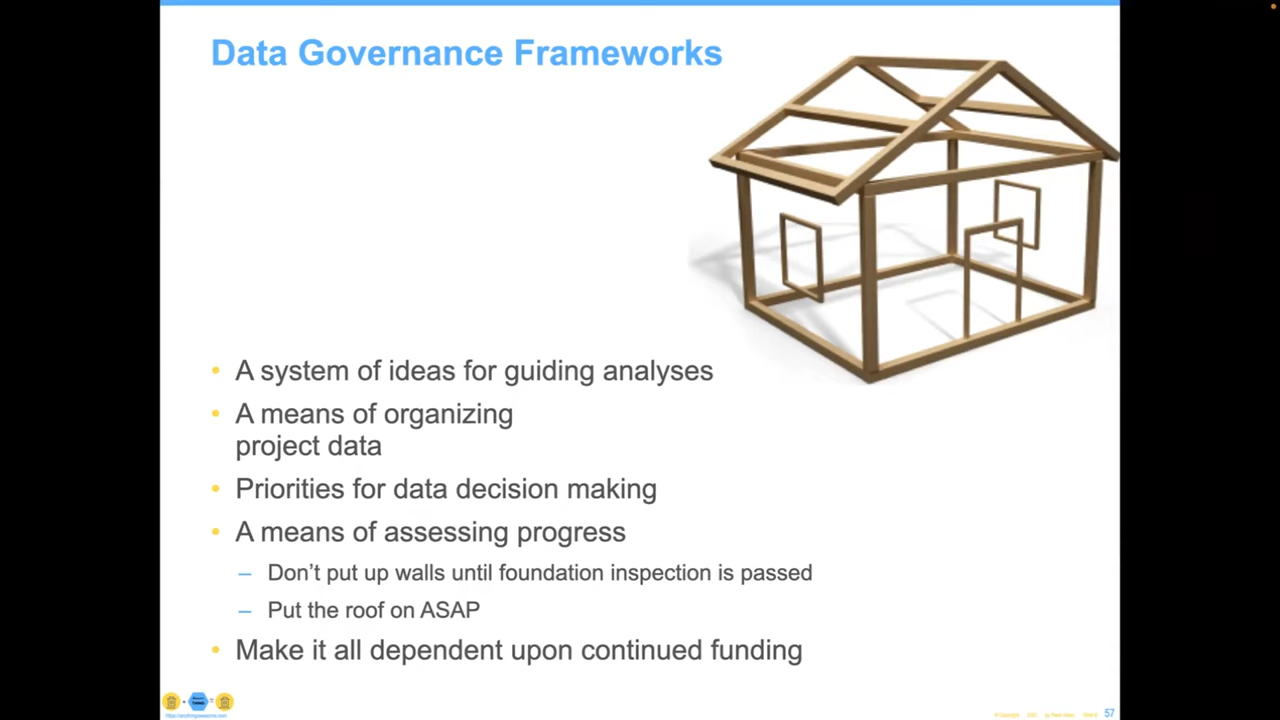 Data Governance Frameworks
• A system of ideas for guiding analyses
• A means of organizing
project data
• Priorities for data decision making
• A means of assessing progress
– Don’t put up walls until foundation inspection is passed
– Put the roof on ASAP
• Make it all dependent upon continued funding
57